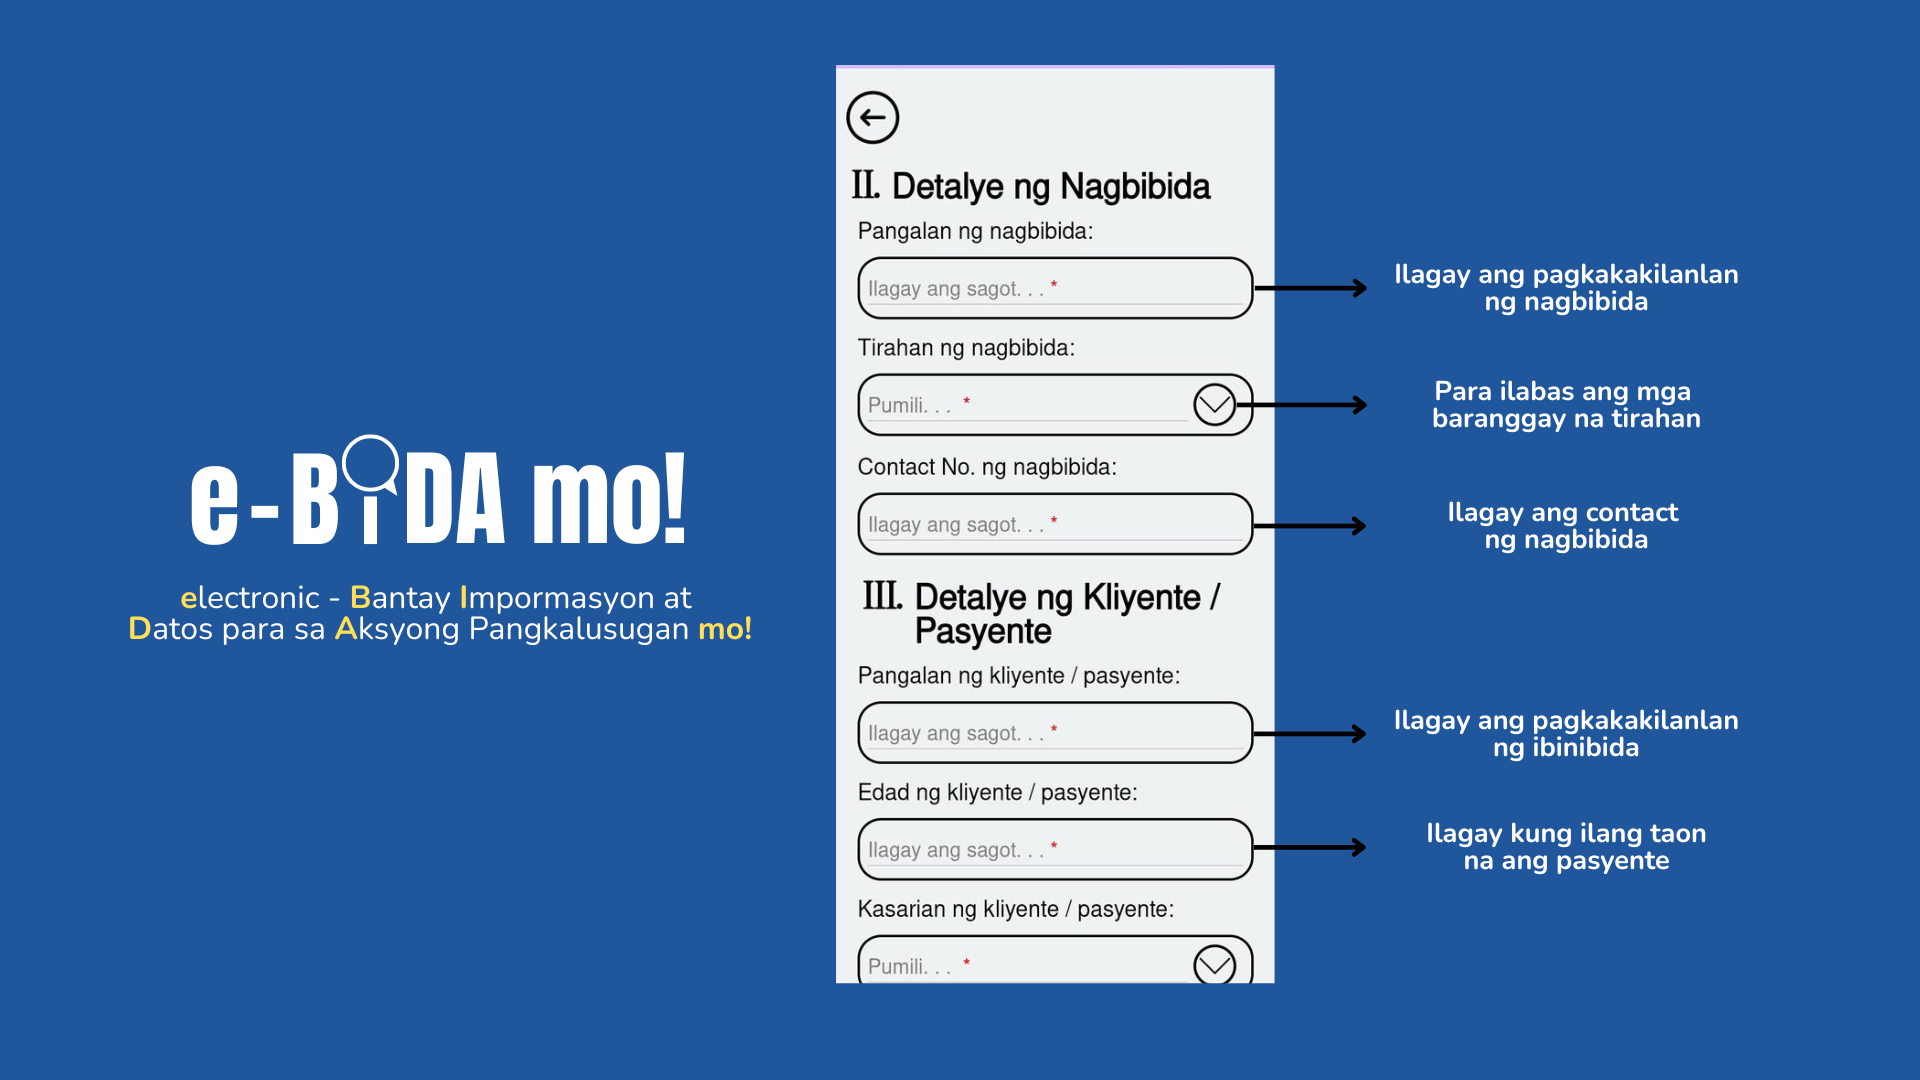 e-BiDA mo!
electronic - Bantay Impormasyon at
Datos para sa Aksyong Pangkalusugan mo!
II. Detalye ng Nagbibida
Pangalan ng nagbibida:
Ilagay ang sagot. . . *
Ilagay ang pagkakakilanlan
ng nagbibida
Tirahan ng nagbibida:
Pumili. . . *
Para ilabas ang mga
baranggay na tirahan
Contact No. ng nagbibida:
Ilagay ang sagot. . . *
Ilagay ang contact
ng nagbibida
III. Detalye ng Kliyente /
Pasyente
Pangalan ng kliyente / pasyente:
Ilagay ang sagot. . . *
Ilagay ang pagkakakilanlan
ng ibinibida
Edad ng kliyente / pasyente:
Ilagay ang sagot. . . *
Ilagay kung ilang taon
na ang pasyente
Kasarian ng kliyente / pasyente:
Pumili. . . *